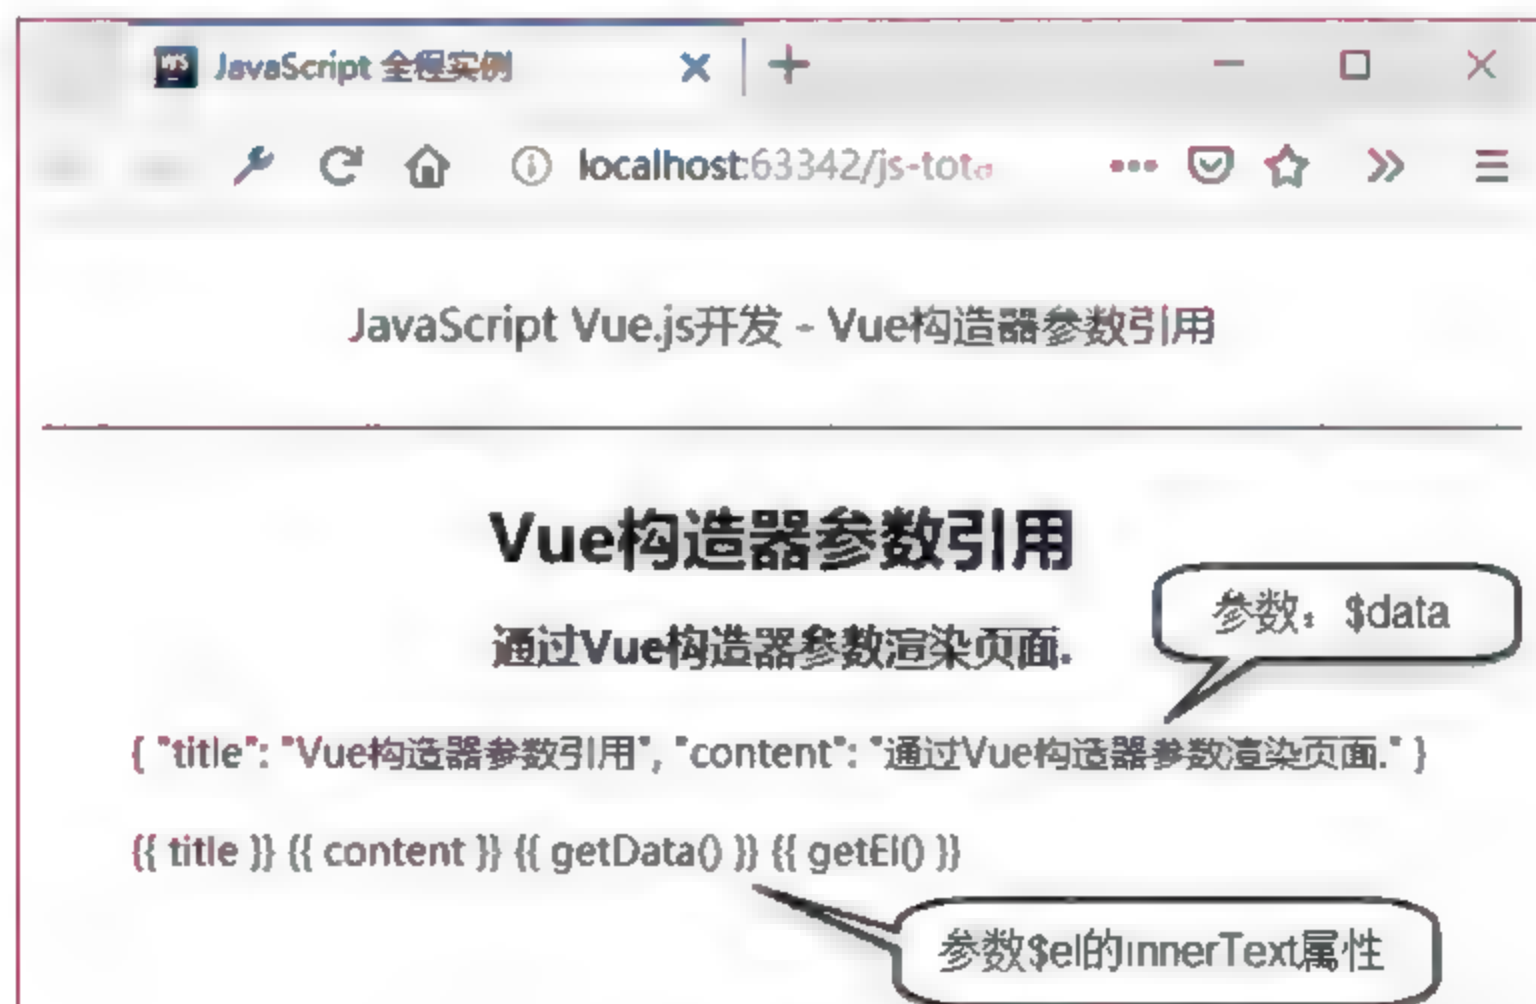 JavaScript 全程实例
localhost:63342/js-tota
JavaScript Vue.js开发 - Vue构造器参数引用
Vue构造器参数引用
通过Vue构造器参数渲染页面.
参数：$data
{ "title": "Vue构造器参数引用", "content": "通过Vue构造器参数渲染页面." }
{{ title }} {{ content }} {{ getData() }} {{ getEl() }}
参数$el的innerText属性